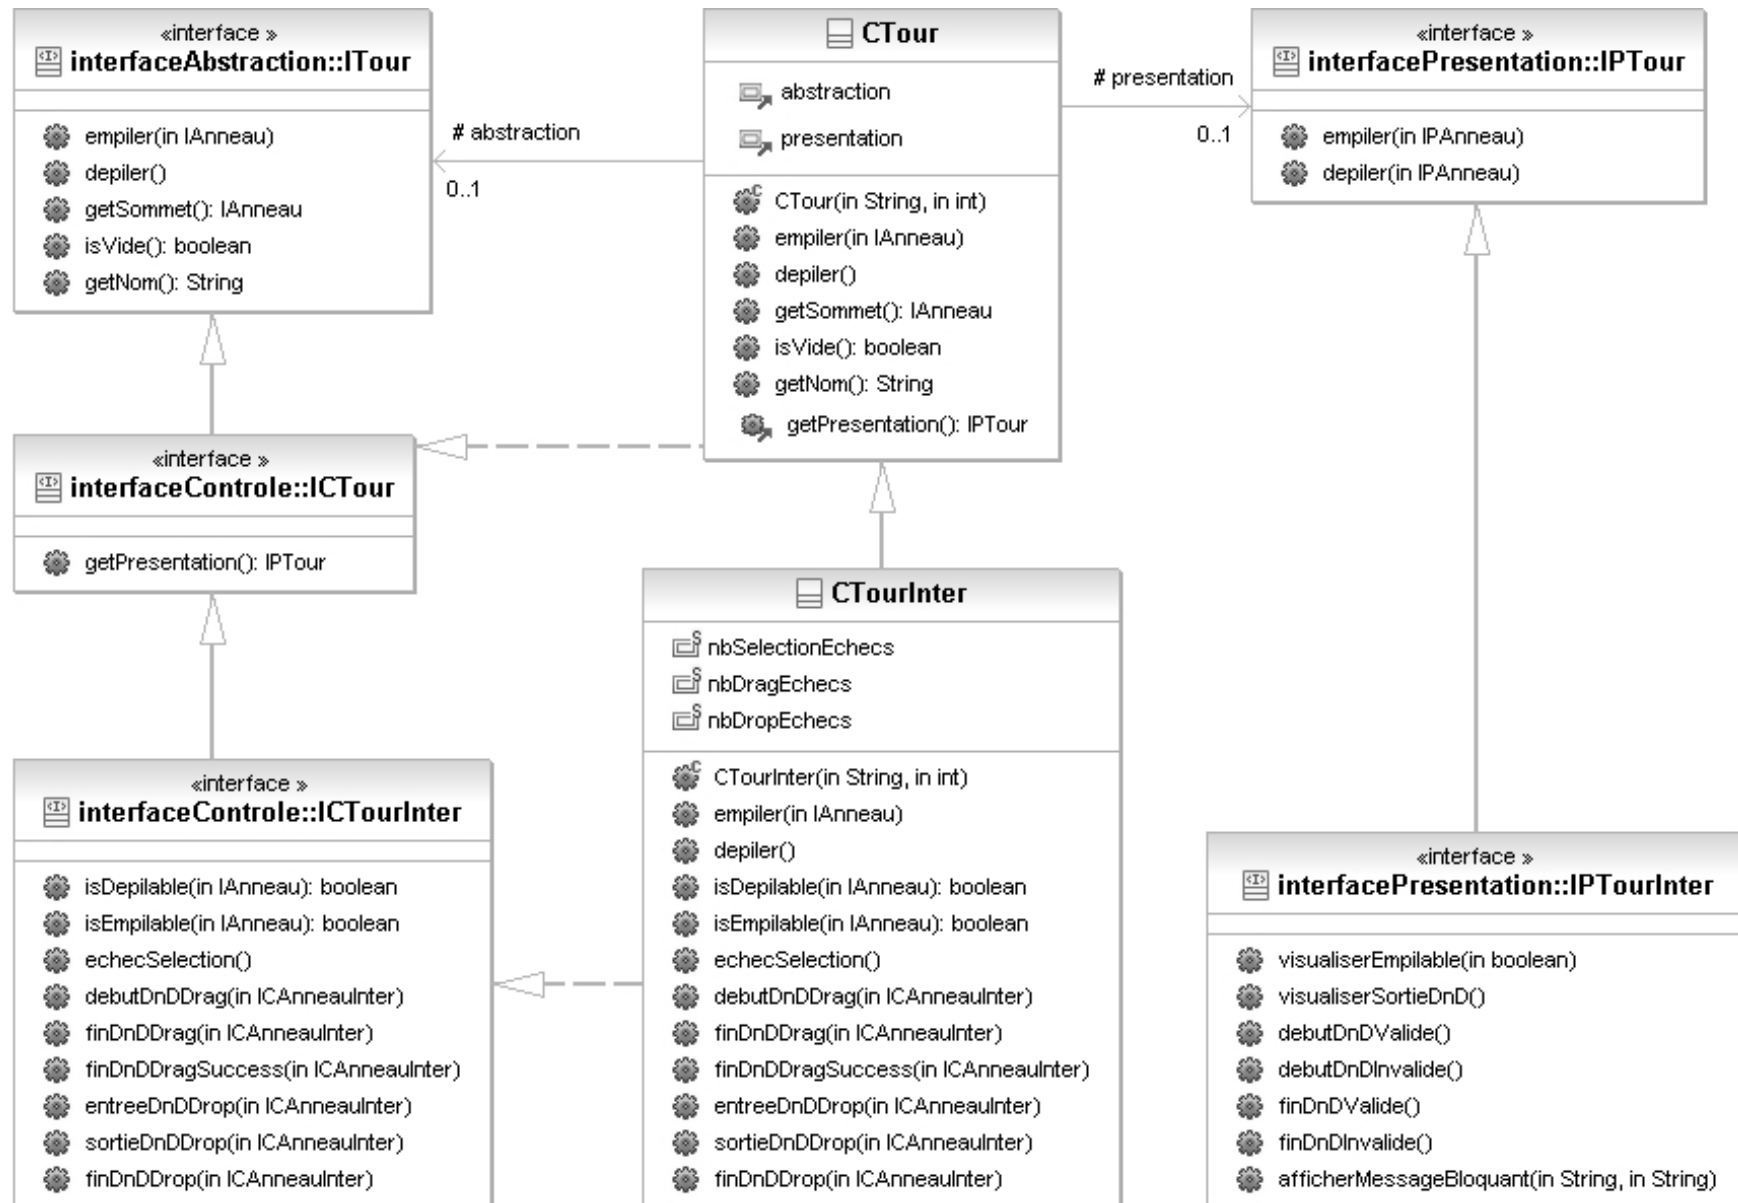 «interface »
interfaceAbstraction::ITour
empiler(in IAnneau)
depiler()
getSommet(): IAnneau
isVide(): boolean
getNom(): String
# abstraction
0..1
CTour
abstraction
presentation
CTour(in String, in int)
empiler(in IAnneau)
depiler()
getSommet(): IAnneau
isVide(): boolean
getNom(): String
getPresentation(): IPTour
# presentation
0..1
«interface »
interfacePresentation::IPTour
empiler(in IPAnneau)
depiler(in IPAnneau)
«interface »
interfaceControle::ICTour
getPresentation(): IPTour
«interface »
interfaceControle::ICTourInter
isDepilable(in IAnneau): boolean
isEmpilable(in IAnneau): boolean
echecSelection()
debutDnDDrag(in ICAnneauInter)
finDnDDrag(in ICAnneauInter)
finDnDDragSuccess(in ICAnneauInter)
entreeDnDDrop(in ICAnneauInter)
sortieDnDDrop(in ICAnneauInter)
finDnDDrop(in ICAnneauInter)
CTourInter
nbSelectionEchecs
nbDragEchecs
nbDropEchecs
CTourInter(in String, in int)
empiler(in IAnneau)
depiler()
isDepilable(in IAnneau): boolean
isEmpilable(in IAnneau): boolean
echecSelection()
debutDnDDrag(in ICAnneauInter)
finDnDDrag(in ICAnneauInter)
finDnDDragSuccess(in ICAnneauInter)
entreeDnDDrop(in ICAnneauInter)
sortieDnDDrop(in ICAnneauInter)
finDnDDrop(in ICAnneauInter)
«interface »
interfacePresentation::IPTourInter
visualiserEmpilable(in boolean)
visualiserSortieDnD()
debutDnDValide()
debutDnDInvalide()
finDnDValide()
finDnDInvalide()
afficherMessageBloquant(in String, in String)